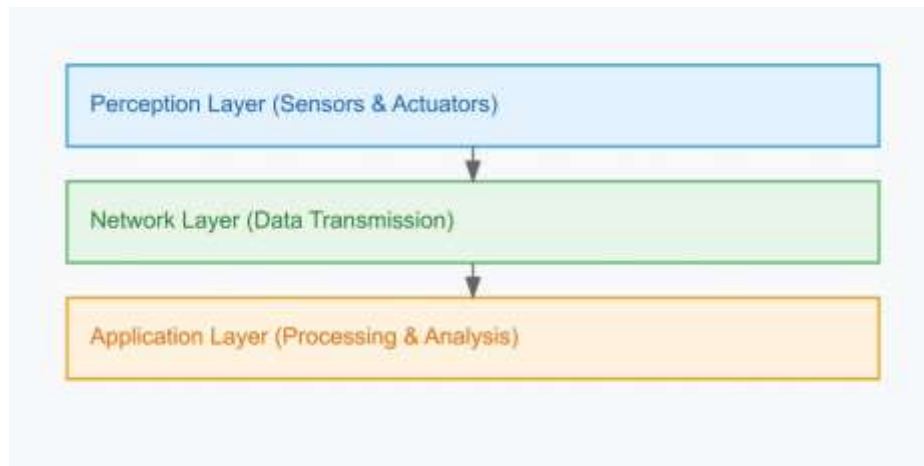 Perception Layer (Sensors & Actuators)
Network Layer (Data Transmission)
Application Layer (Processing & Analysis)